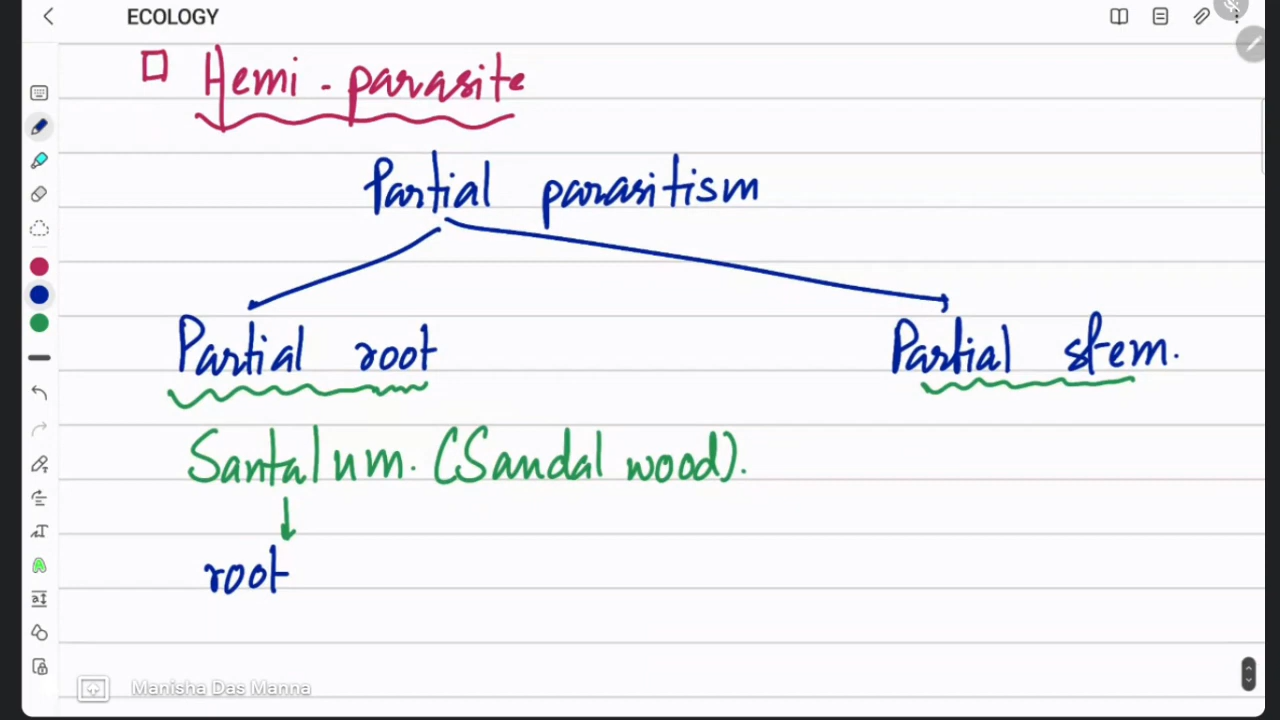 ECOLOGY
Hemi-parasite
Partial parasitism
Partial root Partial stem.
Santalum. (Sandal wood).
root
Manisha Das Manna